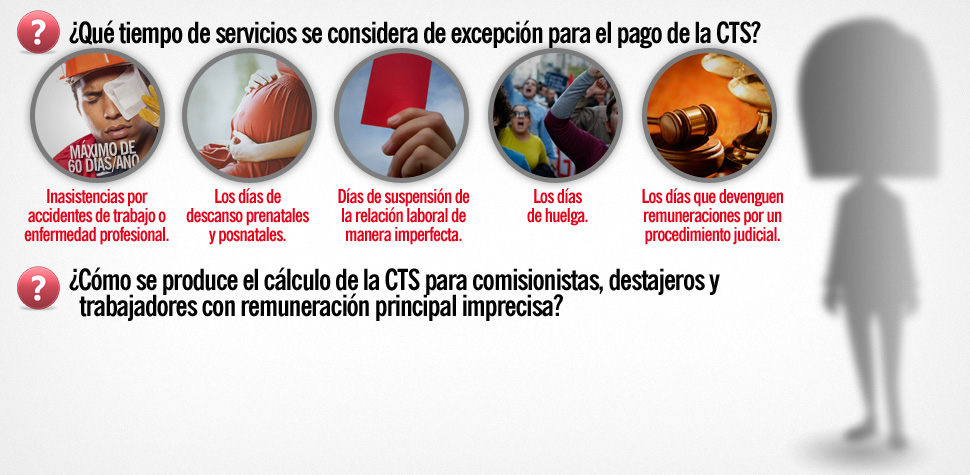 ?
¿Qué tiempo de servicios se considera de excepción para el pago de la CTS?
MÁXIMO DE
60 DÍAS/AÑO
Inasistencias por
accidentes de trabajo o
enfermedad profesional.
Los días de
descanso prenatales
y posnatales.
Días de suspensión de
la relación laboral de
manera imperfecta.
Los días
de huelga.
Los días que devenguen
remuneraciones por un
procedimiento judicial.
?
¿Cómo se produce el cálculo de la CTS para comisionistas, destajeros y
trabajadores con remuneración principal imprecisa?